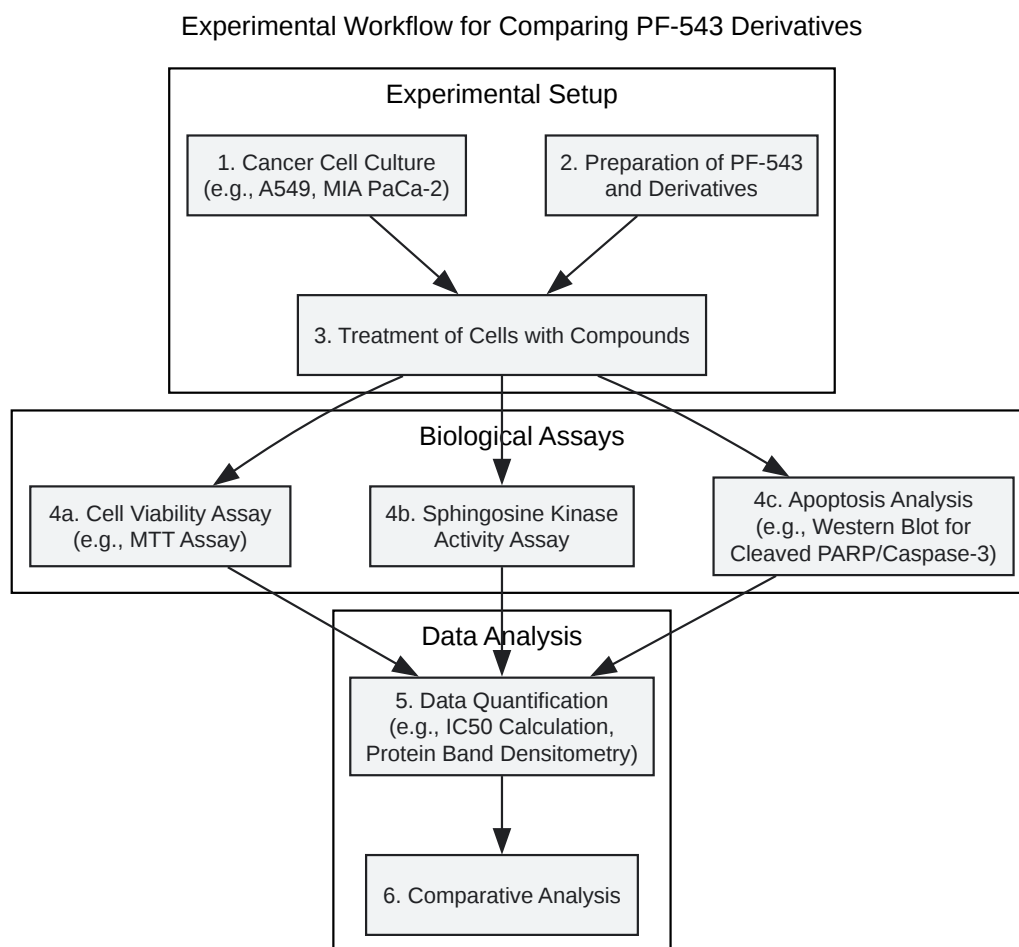 Experimental Workflow for Comparing PF-543 Derivatives
Experimental Setup
1. Cancer Cell Culture
(e.g., A549, MIA PaCa-2)
2. Preparation of PF-543
and Derivatives
3. Treatment of Cells with Compounds
Biological Assays
4a. Cell Viability Assay
(e.g., MTT Assay)
4b. Sphingosine Kinase
Activity Assay
4c. Apoptosis Analysis
(e.g., Western Blot for
Cleaved PARP/Caspase-3)
Data Analysis
5. Data Quantification
(e.g., IC50 Calculation,
Protein Band Densitometry)
6. Comparative Analysis